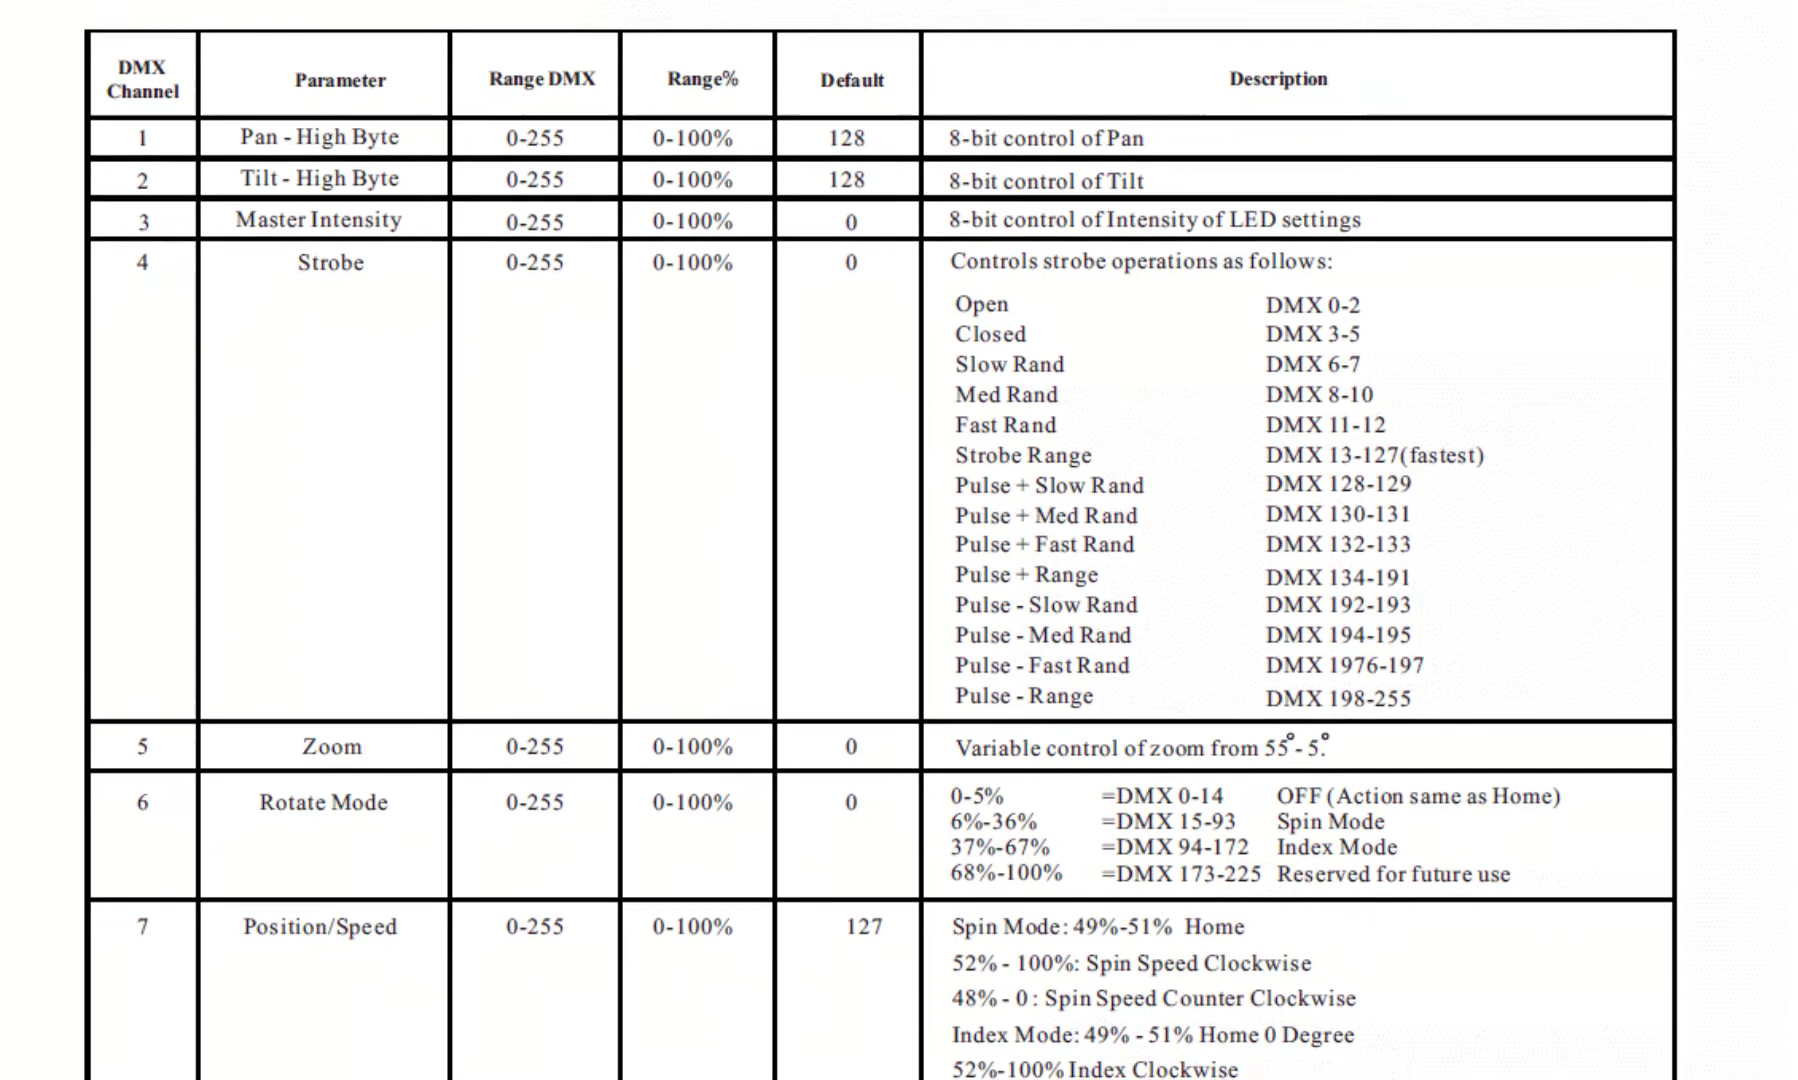 DMX Channel Parameter Range DMX Range% Default Description
1 Pan - High Byte 0-255 0-100% 128 8-bit control of Pan
2 Tilt - High Byte 0-255 0-100% 128 8-bit control of Tilt
3 Master Intensity 0-255 0-100% 0 8-bit control of Intensity of LED settings
4 Strobe 0-255 0-100% 0 Controls strobe operations as follows:
Open DMX 0-2
Closed DMX 3-5
Slow Rand DMX 6-7
Med Rand DMX 8-10
Fast Rand DMX 11-12
Strobe Range DMX 13-127(fastest)
Pulse + Slow Rand DMX 128-129
Pulse + Med Rand DMX 130-131
Pulse + Fast Rand DMX 132-133
Pulse + Range DMX 134-191
Pulse - Slow Rand DMX 192-193
Pulse - Med Rand DMX 194-195
Pulse - Fast Rand DMX 1976-197
Pulse - Range DMX 198-255
5 Zoom 0-255 0-100% 0 Variable control of zoom from 55°- 5°.
6 Rotate Mode 0-255 0-100% 0 0-5% =DMX 0-14 OFF (Action same as Home)
6%-36% =DMX 15-93 Spin Mode
37%-67% =DMX 94-172 Index Mode
68%-100% =DMX 173-225 Reserved for future use
7 Position/Speed 0-255 0-100% 127 Spin Mode: 49%-51% Home
52% - 100%: Spin Speed Clockwise
48% - 0 : Spin Speed Counter Clockwise
Index Mode: 49% - 51% Home 0 Degree
52%-100% Index Clockwise